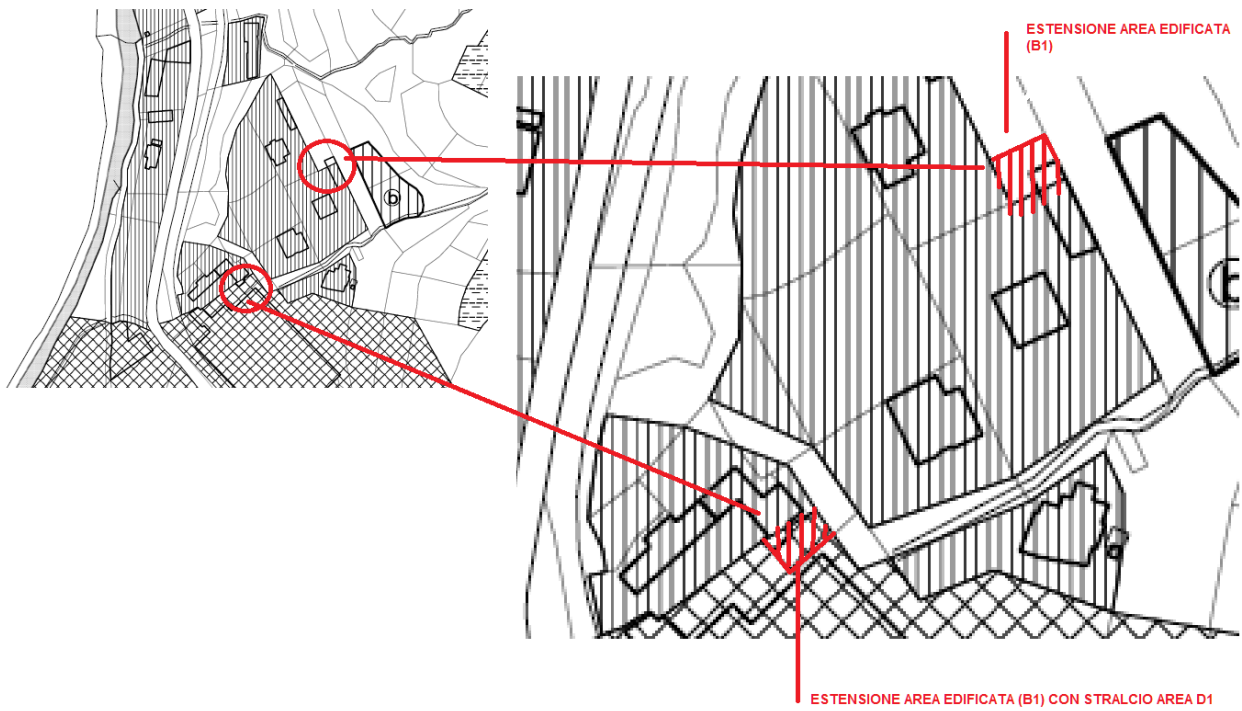 ESTENSIONE AREA EDIFICATA
(B1)
b
b
ESTENSIONE AREA EDIFICATA (B1) CON STRALCIO AREA D1